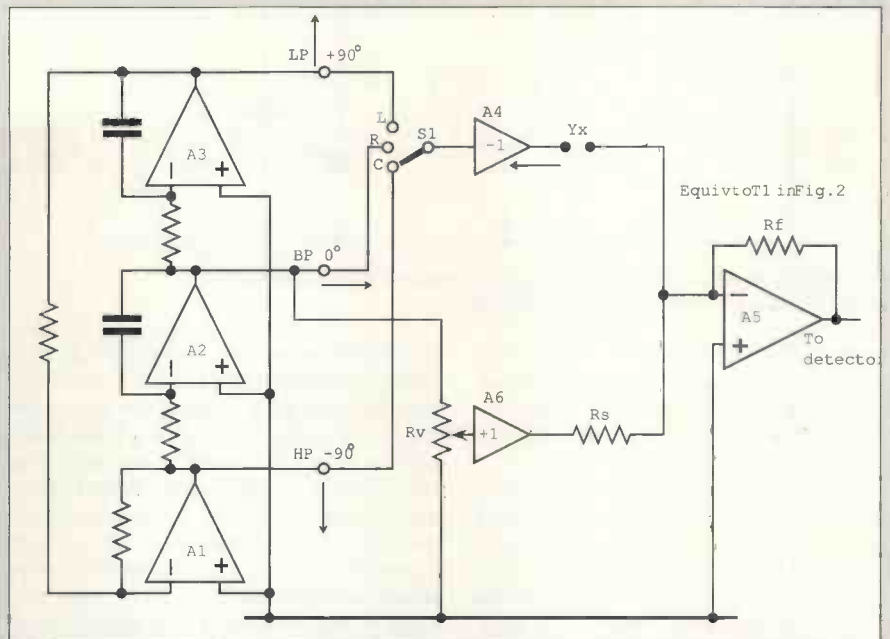 LP +90°
A3
− +
L
R
C
S1
A4
-1
Yx
EquivtoT1 inFig.2
Rf
BP 0°
A2
− +
− +
A5
To
detector
Rv
A6
+1
Rs
HP -90°
A1
− +